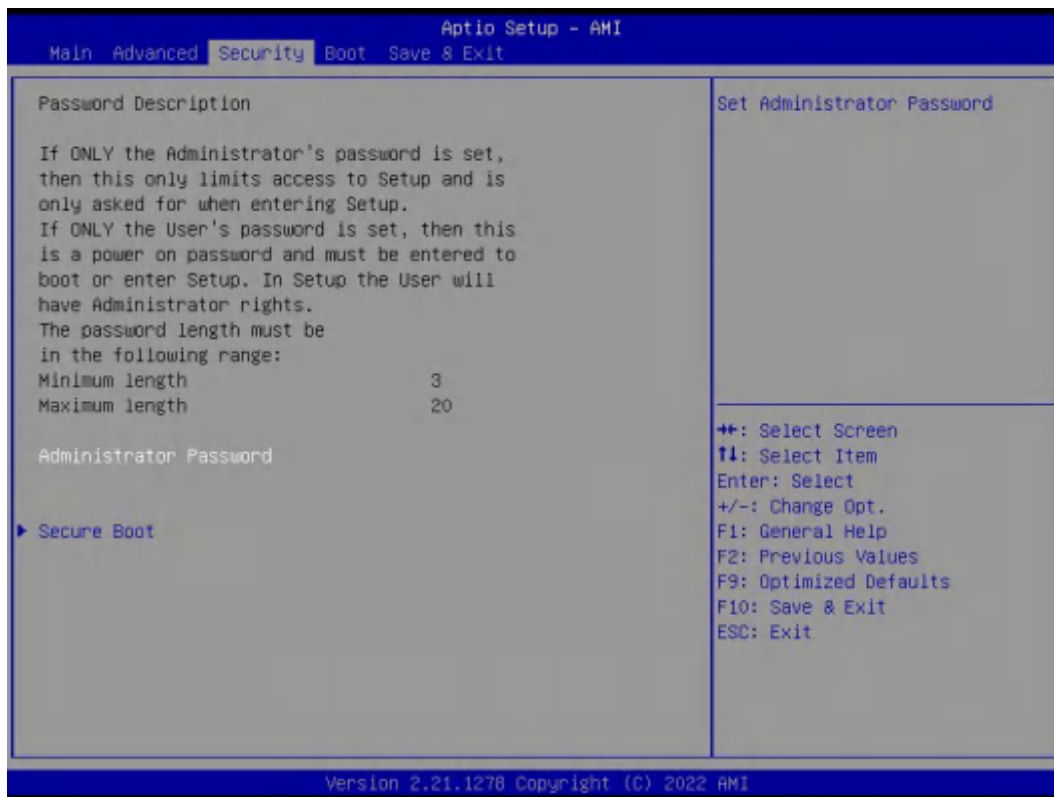 Aptio Setup - AMI
Main Advanced Security Boot Save & Exit
Password Description
If ONLY the Administrator's password is set,
then this only limits access to Setup and is
only asked for when entering Setup.
If ONLY the User's password is set, then this
is a power on password and must be entered to
boot or enter Setup. In Setup the User will
have Administrator rights.
The password length must be
in the following range:
Minimum length 3
Maximum length 20
Administrator Password
▶ Secure Boot
Set Administrator Password
→←: Select Screen
↑↓: Select Item
Enter: Select
+/-: Change Opt.
F1: General Help
F2: Previous Values
F9: Optimized Defaults
F10: Save & Exit
ESC: Exit
Version 2.21.1278 Copyright (C) 2022 AMI